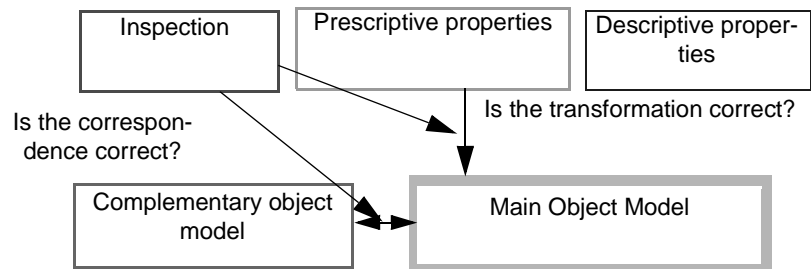 Inspection
Prescriptive properties
Descriptive proper-
ties
Is the correspon-
dence correct?
Is the transformation correct?
Complementary object
model
Main Object Model